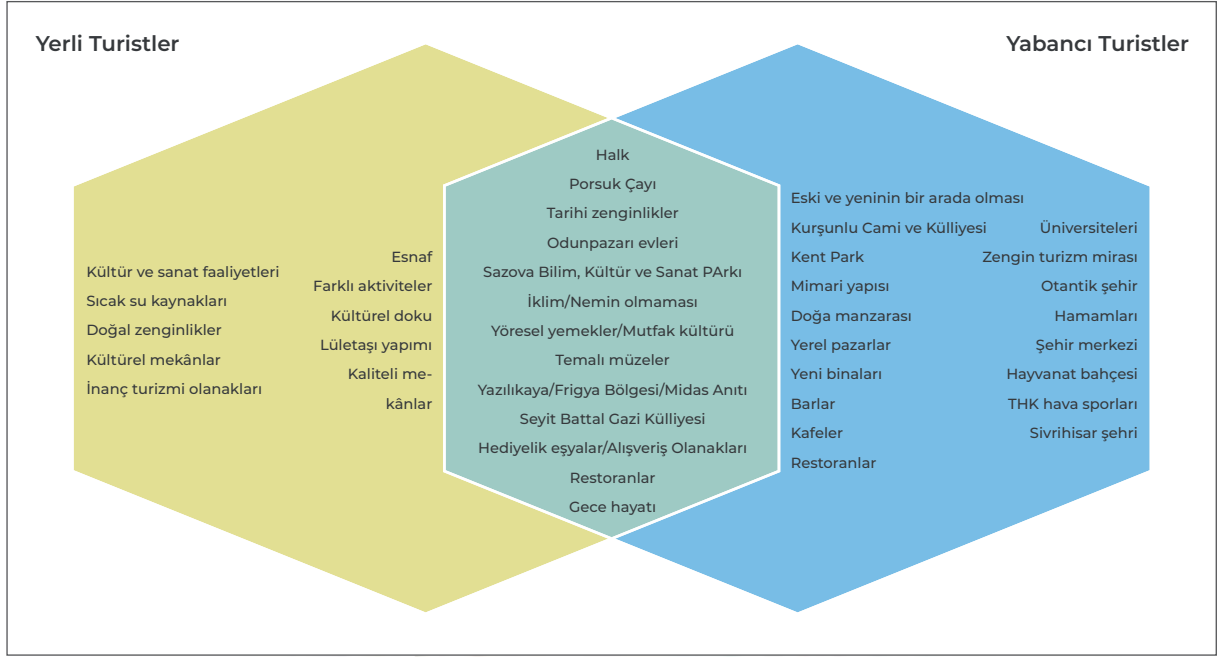 Yerli Turistler
Yabancı Turistler
Kültür ve sanat faaliyetleri
Sıcak su kaynakları
Doğal zenginlikler
Kültürel mekânlar
İnanç turizmi olanakları
Esnaf
Farklı aktiviteler
Kültürel doku
Lületaşı yapımı
Kaliteli me-
kânlar
Halk
Porsuk Çayı
Tarihi zenginlikler
Odunpazarı evleri
Sazova Bilim, Kültür ve Sanat PArkı
İklim/Nemin olmaması
Yöresel yemekler/Mutfak kültürü
Temalı müzeler
Yazılıkaya/Frigya Bölgesi/Midas Anıtı
Seyit Battal Gazi Külliyesi
Hediyelik eşyalar/Alışveriş Olanakları
Restoranlar
Gece hayatı
Eski ve yeninin bir arada olması
Kurşunlu Cami ve Külliyesi
Kent Park
Mimari yapısı
Doğa manzarası
Yerel pazarlar
Yeni binaları
Barlar
Kafeler
Restoranlar
Üniversiteleri
Zengin turizm mirası
Otantik şehir
Hamamları
Şehir merkezi
Hayvanat bahçesi
THK hava sporları
Sivrihisar şehri